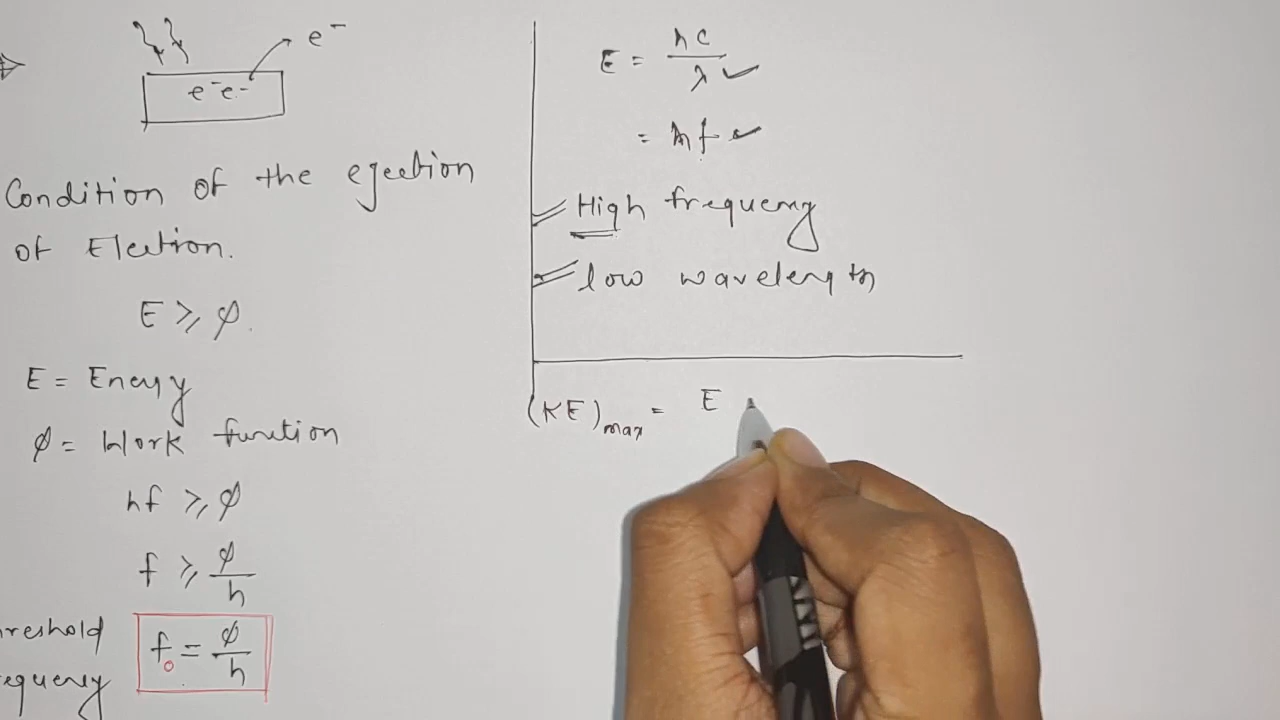 e⁻
e⁻e⁻
Condition of the ejection
of Electron.
E ≥ φ.
E = Energy
φ = Work function
hf ≥ φ
f ≥ φ/h
reshold f₀ = φ/h
equency
E = hc/λ ✓
= hf ✓
High frequency
low wavelength
(KE)max = E